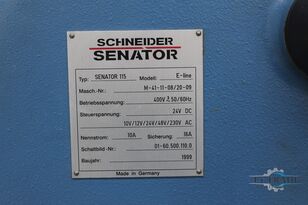 SCHNEIDER
SENATOR
Typ: SENATOR 115 Modell: E-line
Masch.-Nr.: M-41-11-08/20-09
Betriebsspannung: 400V 50/60Hz
Steuerspannung: 24V DC
10V/12V/24V/48V/230V AC
Nennstrom: 10A Sicherung: 16A
Schaltbild-Nr.: 01-60.500.110.0
Baujahr: 1999
Made in Germany